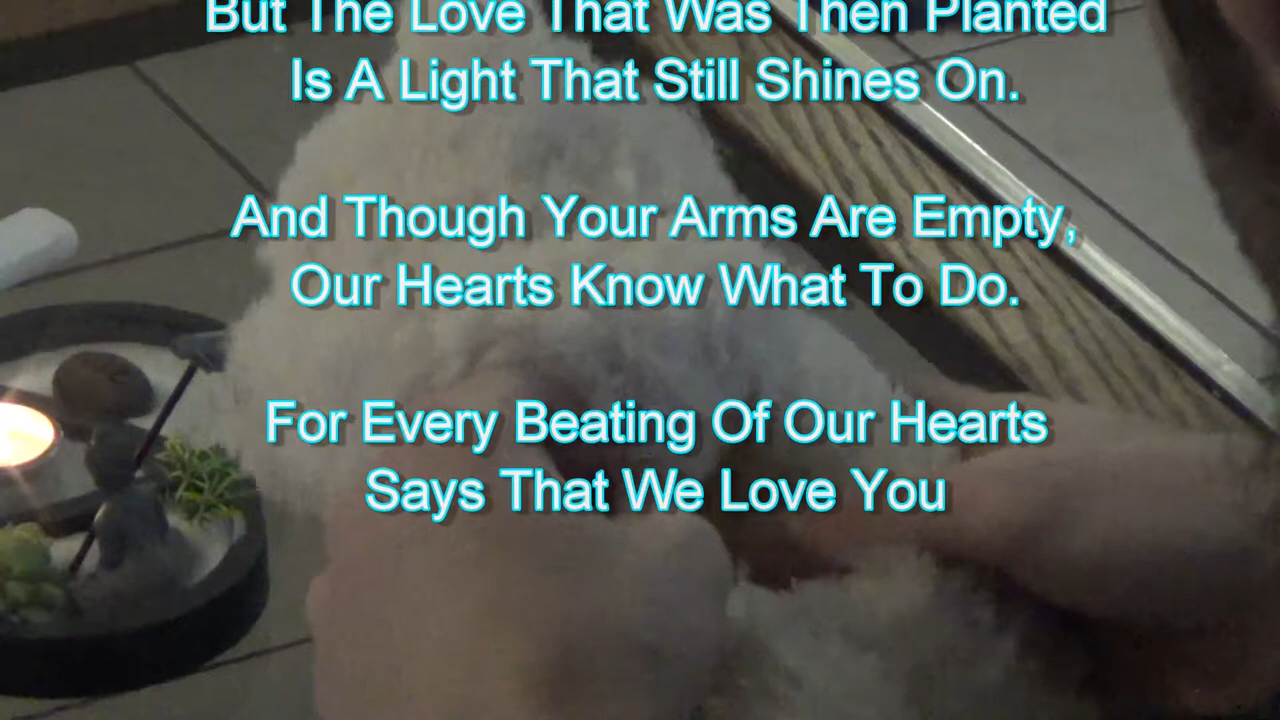 But The Love That Was Then Planted
Is A Light That Still Shines On.
And Though Your Arms Are Empty,
Our Hearts Know What To Do.
For Every Beating Of Our Hearts
Says That We Love You